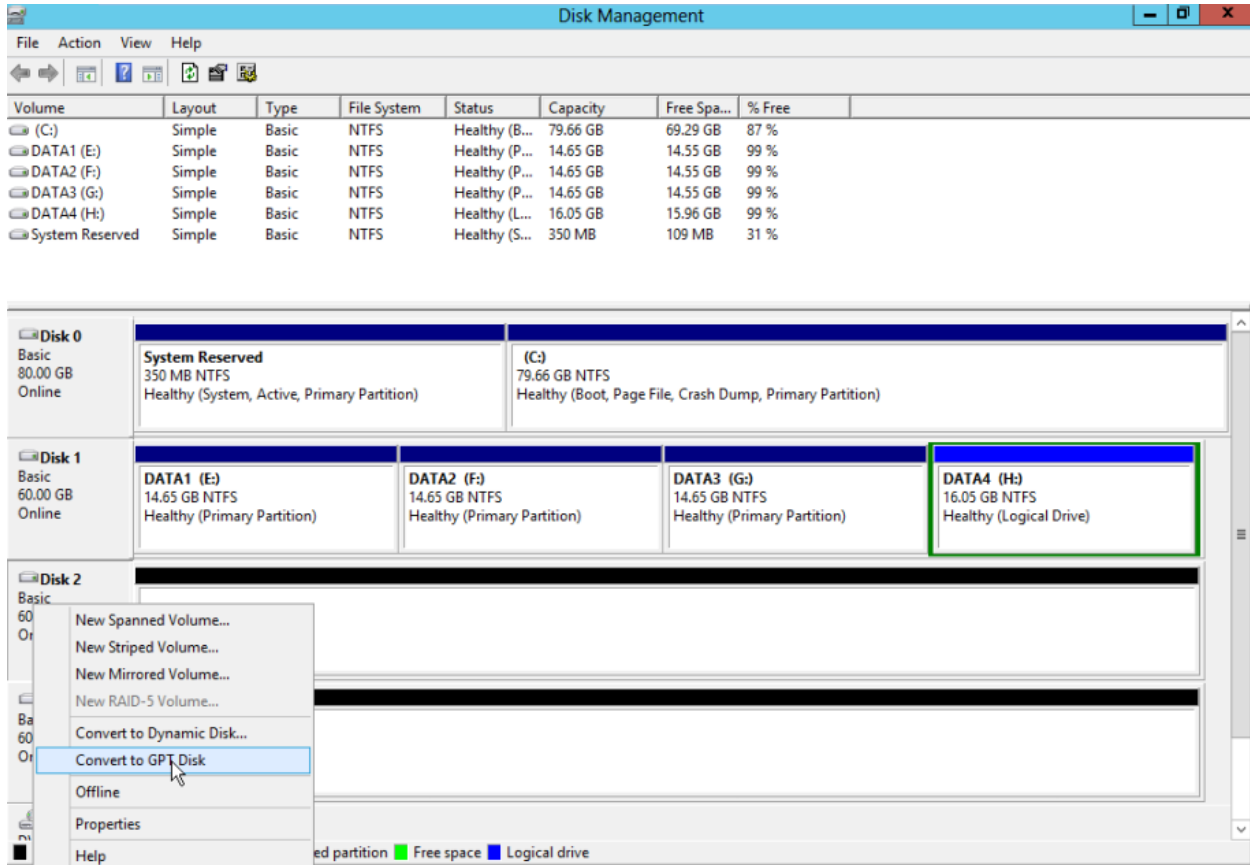 Disk Management
File Action View Help
Volume Layout Type File System Status Capacity Free Spa... % Free
(C:) Simple Basic NTFS Healthy (B... 79.66 GB 69.29 GB 87 %
DATA1 (E:) Simple Basic NTFS Healthy (P... 14.65 GB 14.55 GB 99 %
DATA2 (F:) Simple Basic NTFS Healthy (P... 14.65 GB 14.55 GB 99 %
DATA3 (G:) Simple Basic NTFS Healthy (P... 14.65 GB 14.55 GB 99 %
DATA4 (H:) Simple Basic NTFS Healthy (L... 16.05 GB 15.96 GB 99 %
System Reserved Simple Basic NTFS Healthy (S... 350 MB 109 MB 31 %
Disk 0
Basic
80.00 GB
Online
System Reserved
350 MB NTFS
Healthy (System, Active, Primary Partition)
(C:)
79.66 GB NTFS
Healthy (Boot, Page File, Crash Dump, Primary Partition)
Disk 1
Basic
60.00 GB
Online
DATA1 (E:)
14.65 GB NTFS
Healthy (Primary Partition)
DATA2 (F:)
14.65 GB NTFS
Healthy (Primary Partition)
DATA3 (G:)
14.65 GB NTFS
Healthy (Primary Partition)
DATA4 (H:)
16.05 GB NTFS
Healthy (Logical Drive)
Disk 2
Basic
60
Or
Ba
60
Or
New Spanned Volume...
New Striped Volume...
New Mirrored Volume...
New RAID-5 Volume...
Convert to Dynamic Disk...
Convert to GPT Disk
Offline
Properties
Help
ed partition Free space Logical drive